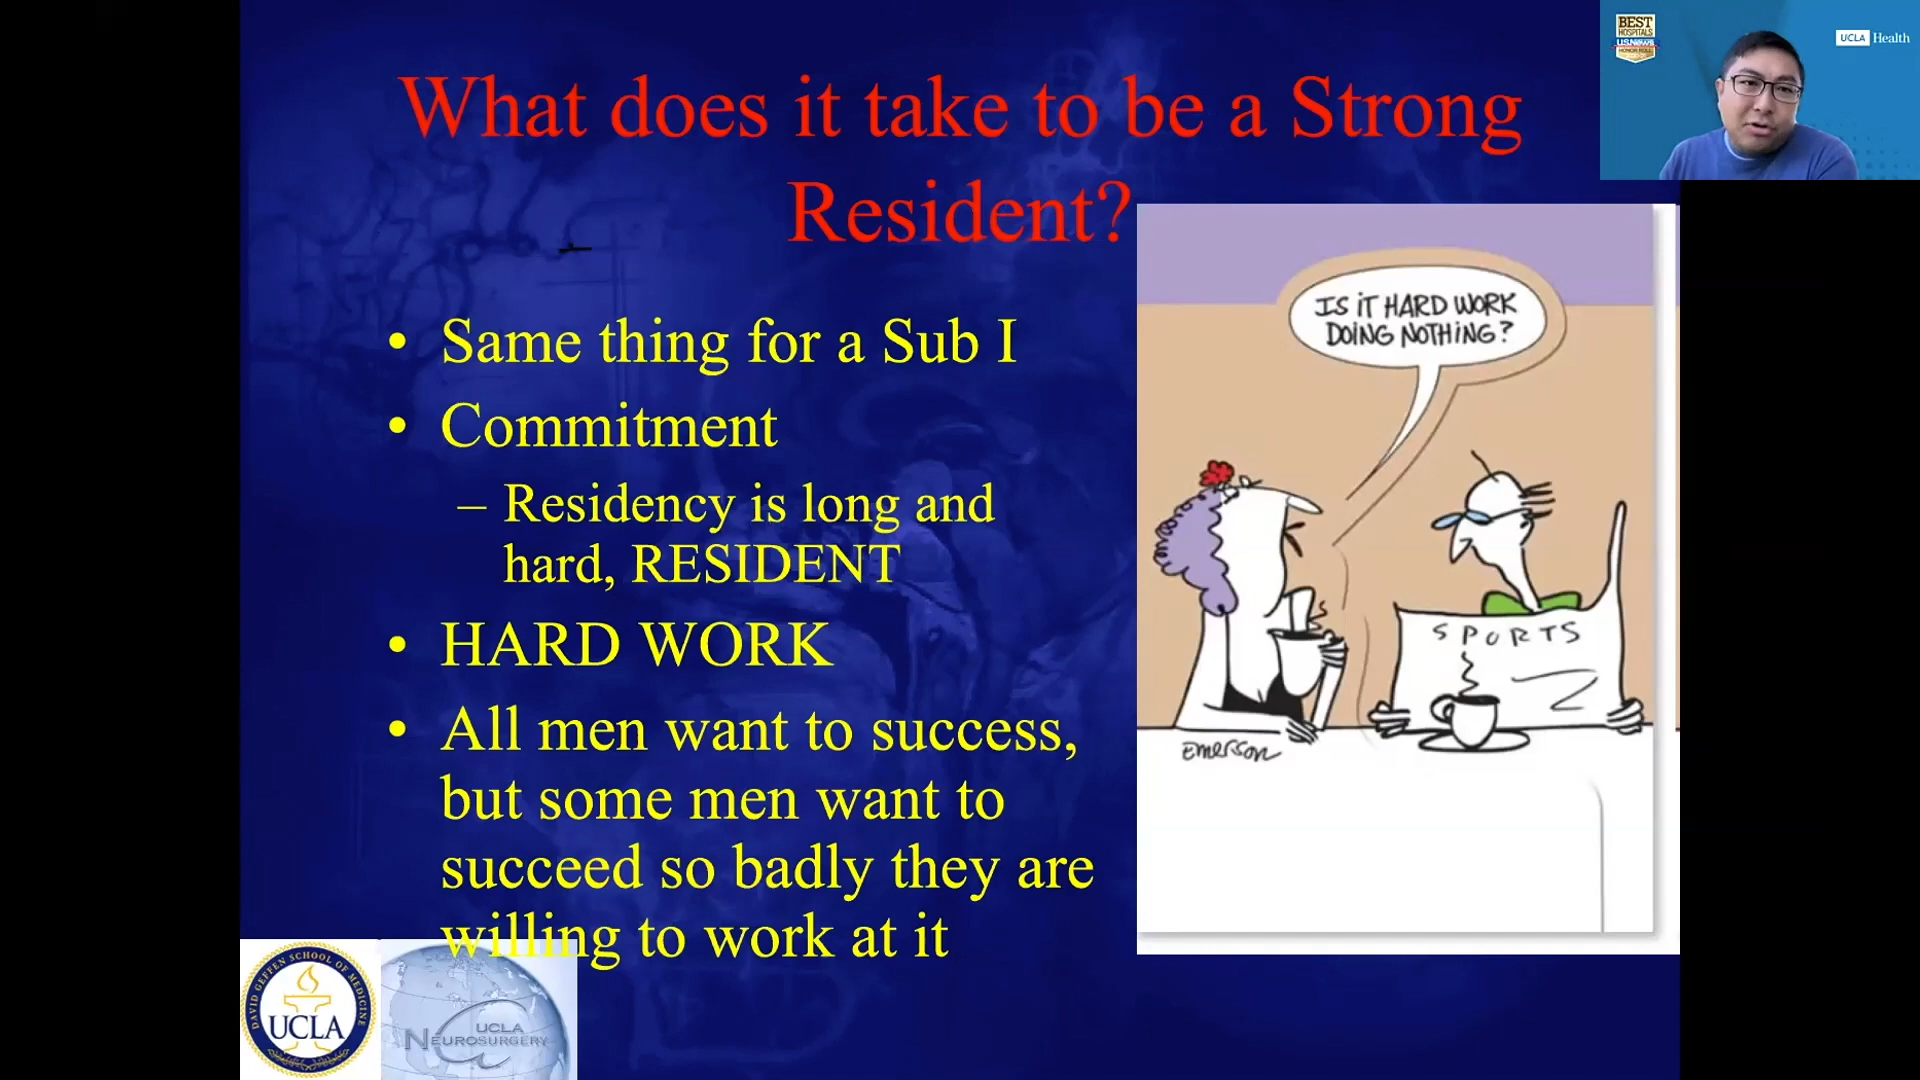 What does it take to be a Strong
Resident?
• Same thing for a Sub I
• Commitment
– Residency is long and
hard, RESIDENT
• HARD WORK
• All men want to success,
but some men want to
succeed so badly they are
willing to work at it
IS IT HARD WORK
DOING NOTHING?
SPORTS
Emerson
DAVID GEFFEN SCHOOL OF MEDICINE
UCLA
UCLA
NEUROSURGERY
BEST
HOSPITALS
U.S. News
HONOR ROLL
UCLA Health